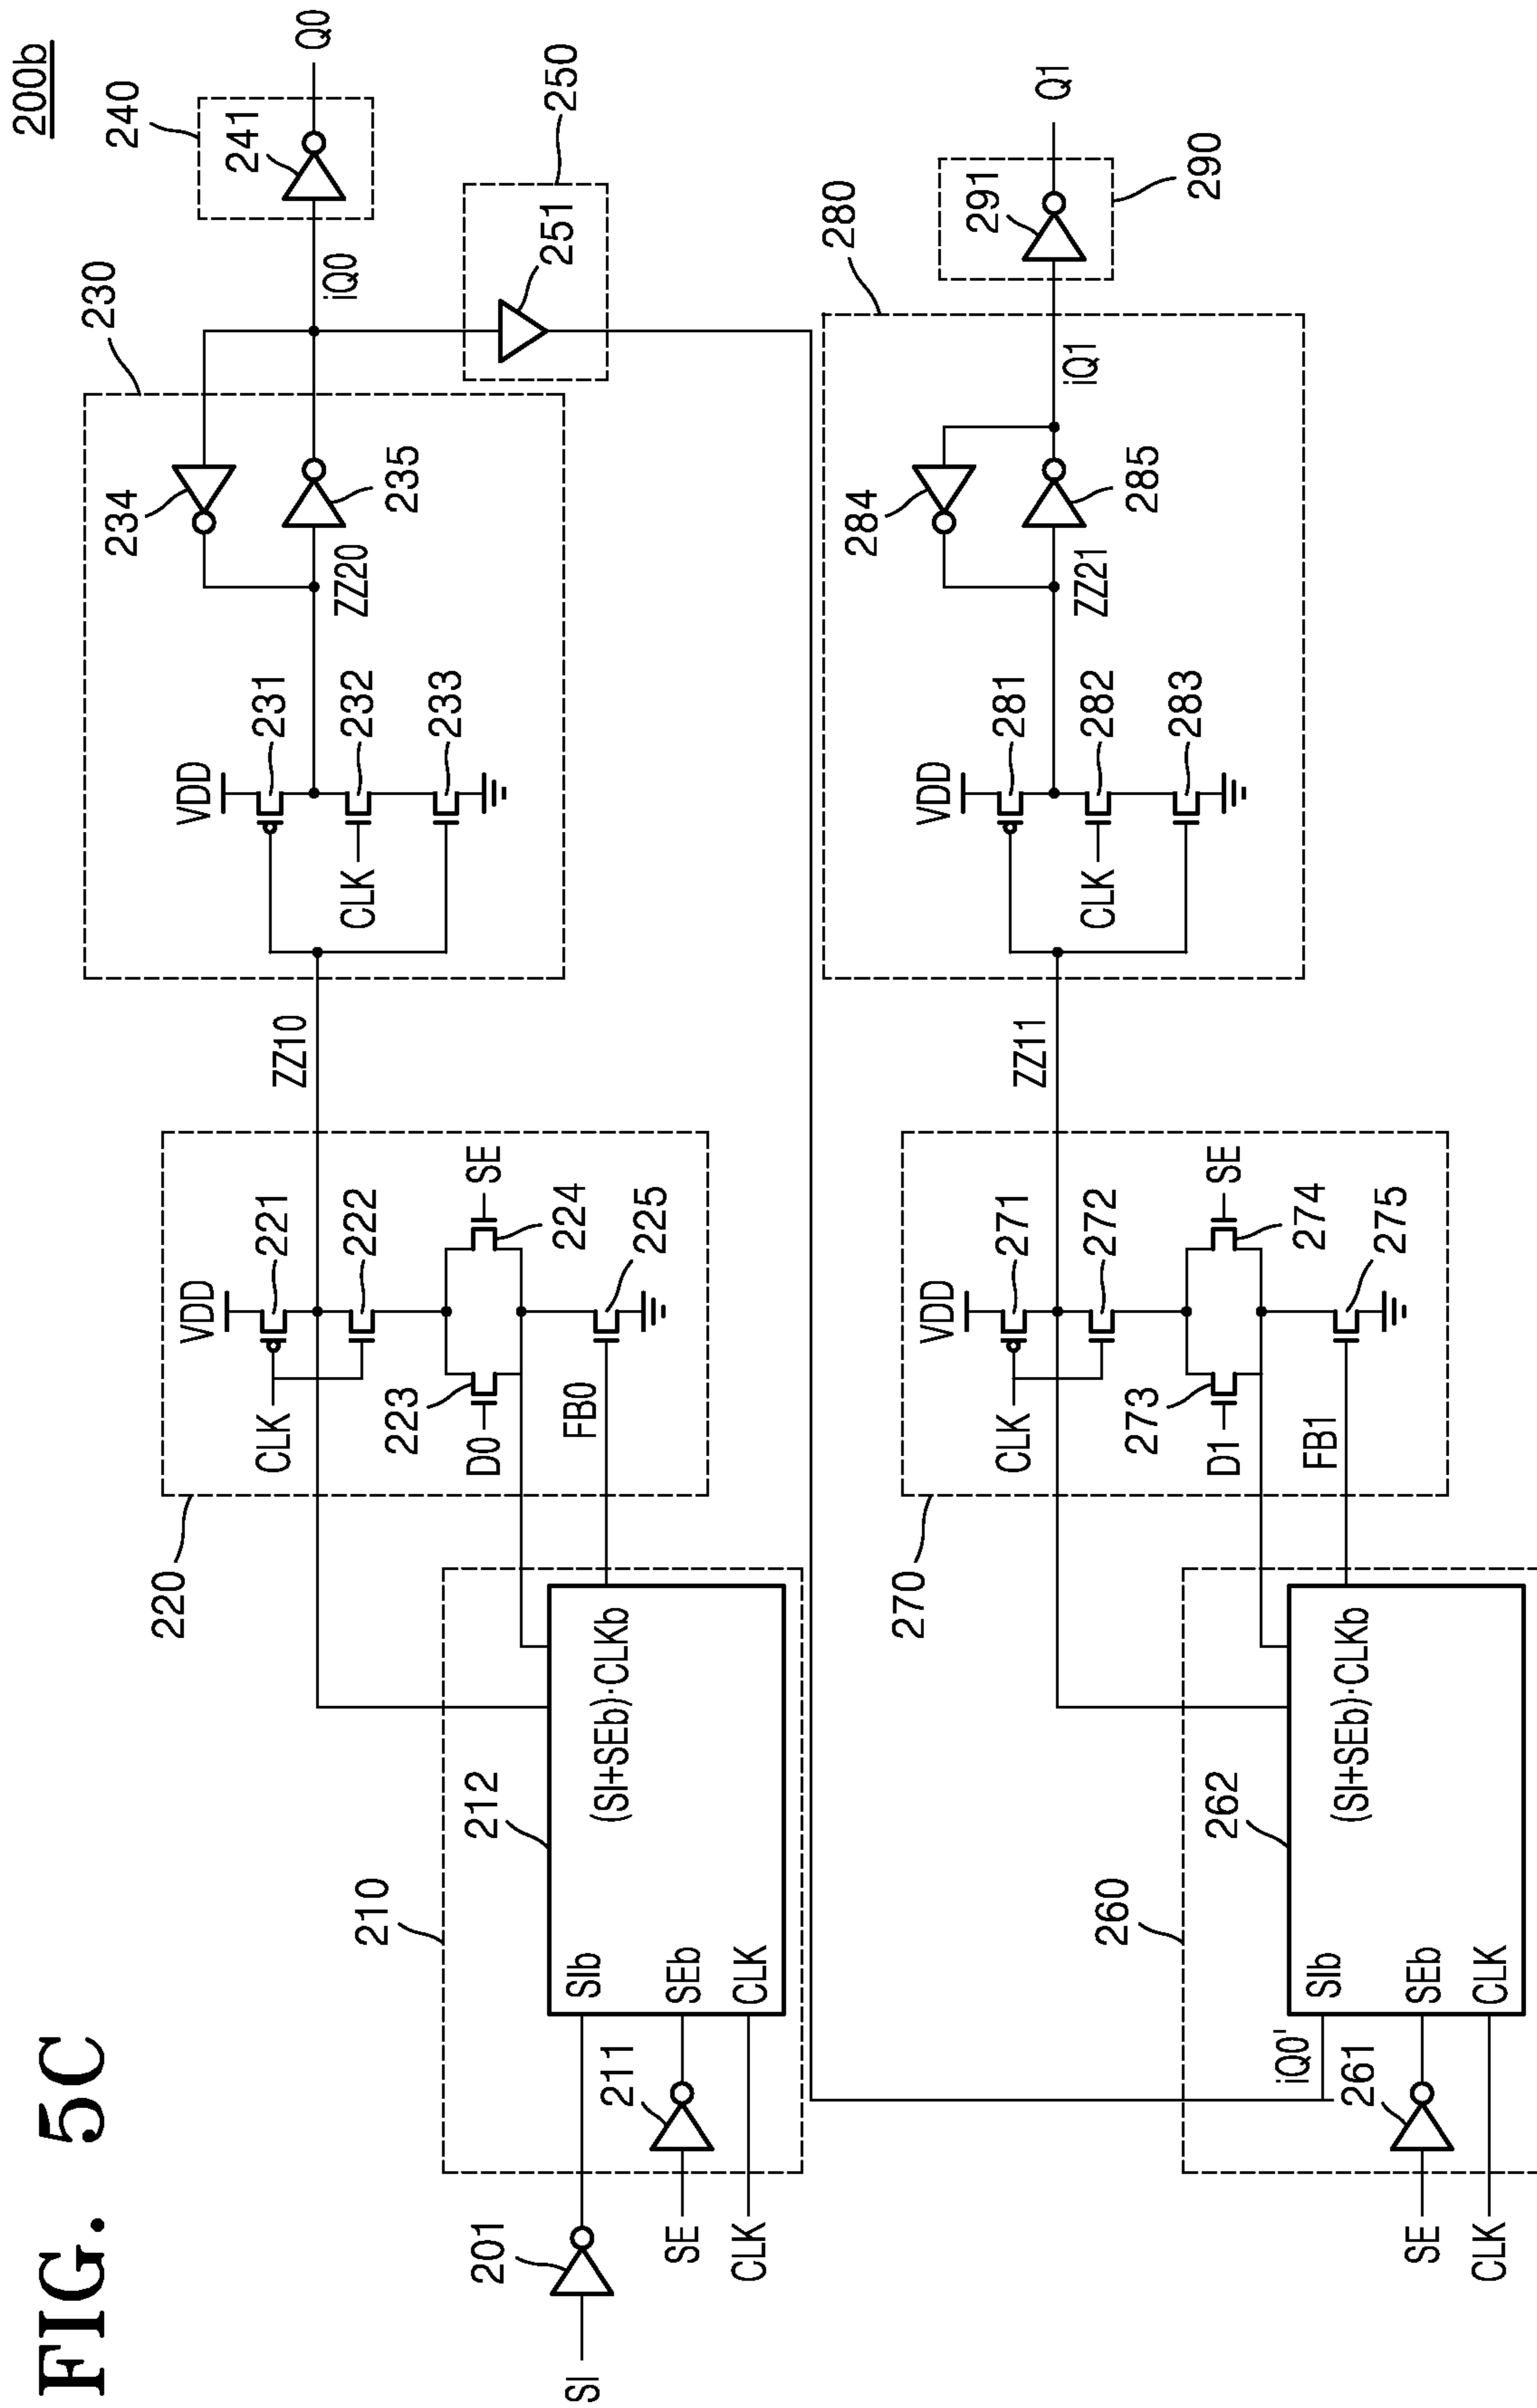 FIG. 5C
200b
SI
201
SE
CLK
210
211
SIb
SEb
CLK
212
(SI+SEb)·CLKb
220
VDD
CLK
221
222
223
D0
224
SE
FB0
225
ZZ10
230
VDD
231
CLK
232
233
ZZ20
234
235
iQ0
240
241
Q0
250
251
SE
CLK
260
iQ0'
261
SIb
SEb
CLK
262
(SI+SEb)·CLKb
270
VDD
CLK
271
272
273
D1
274
SE
FB1
275
ZZ11
280
VDD
281
CLK
282
283
ZZ21
284
285
iQ1
290
291
Q1